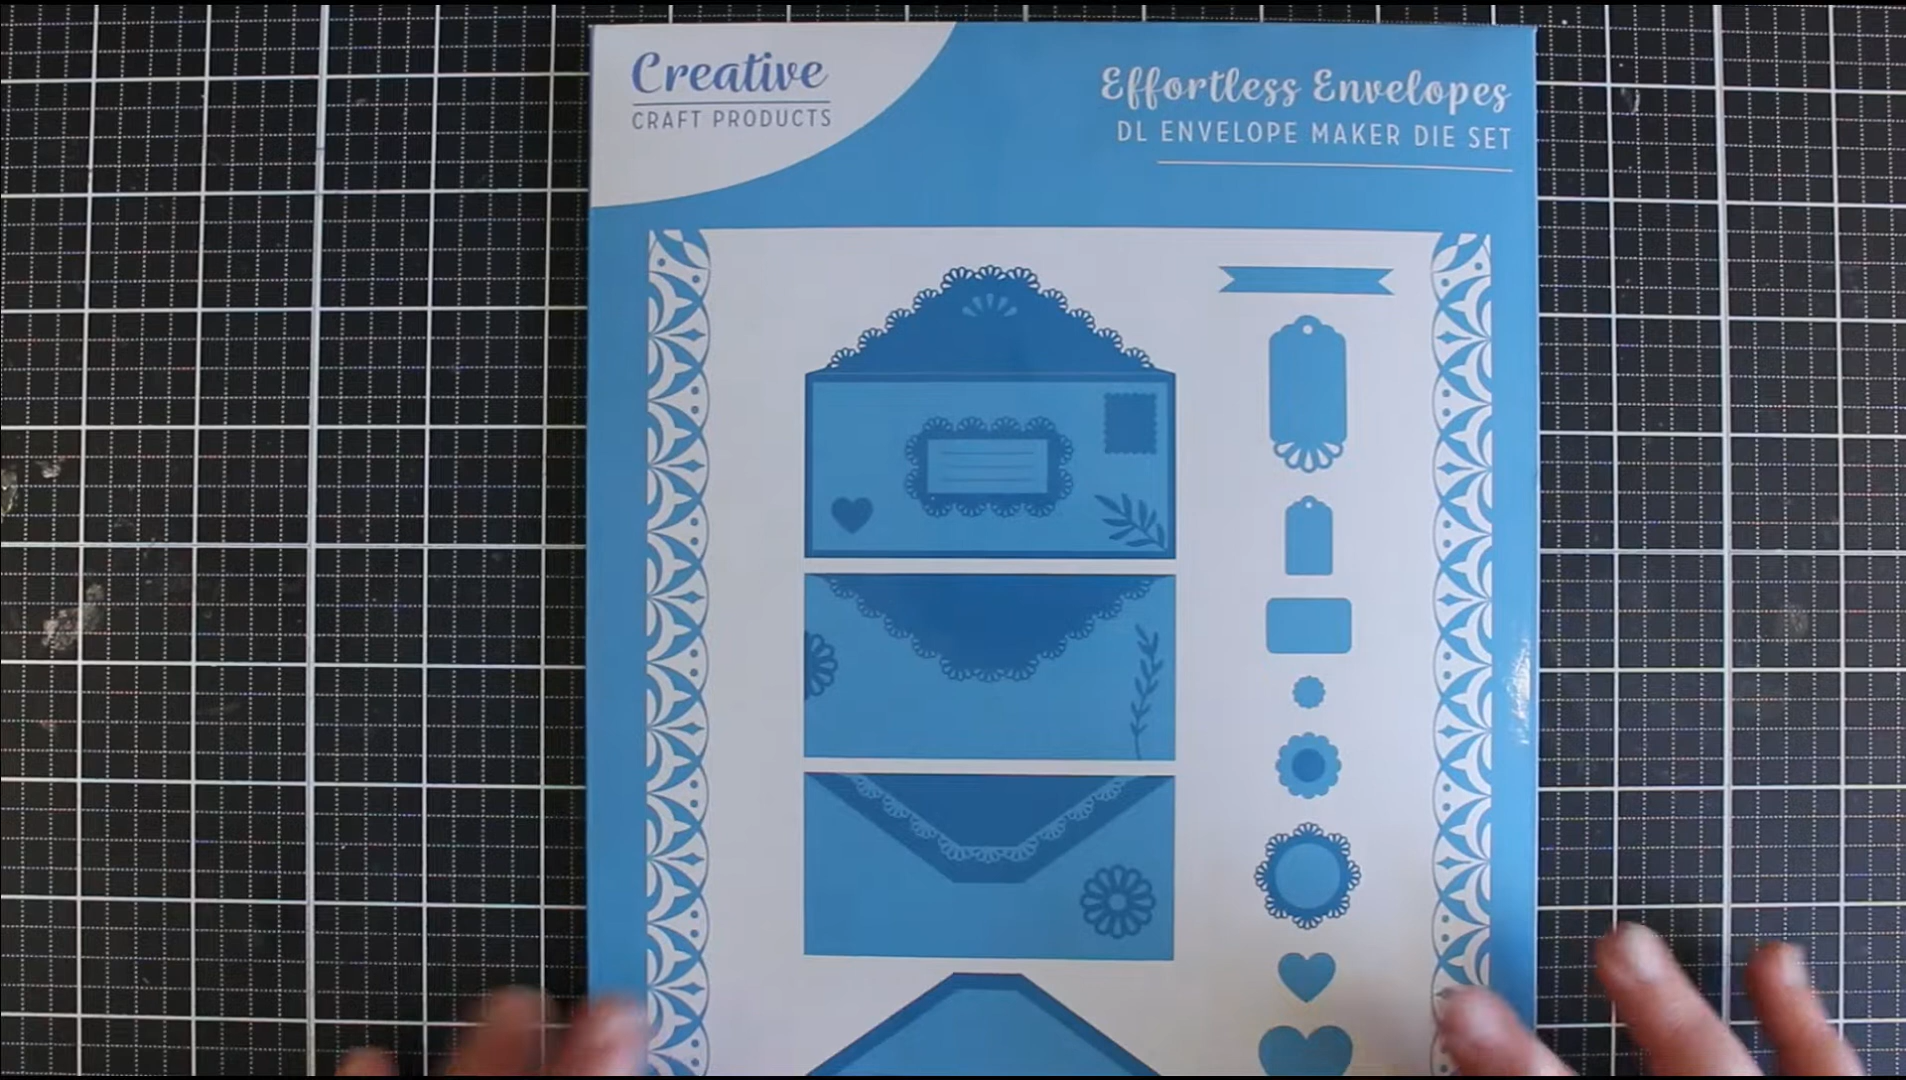 Creative
CRAFT PRODUCTS
Effortless Envelopes
DL ENVELOPE MAKER DIE SET